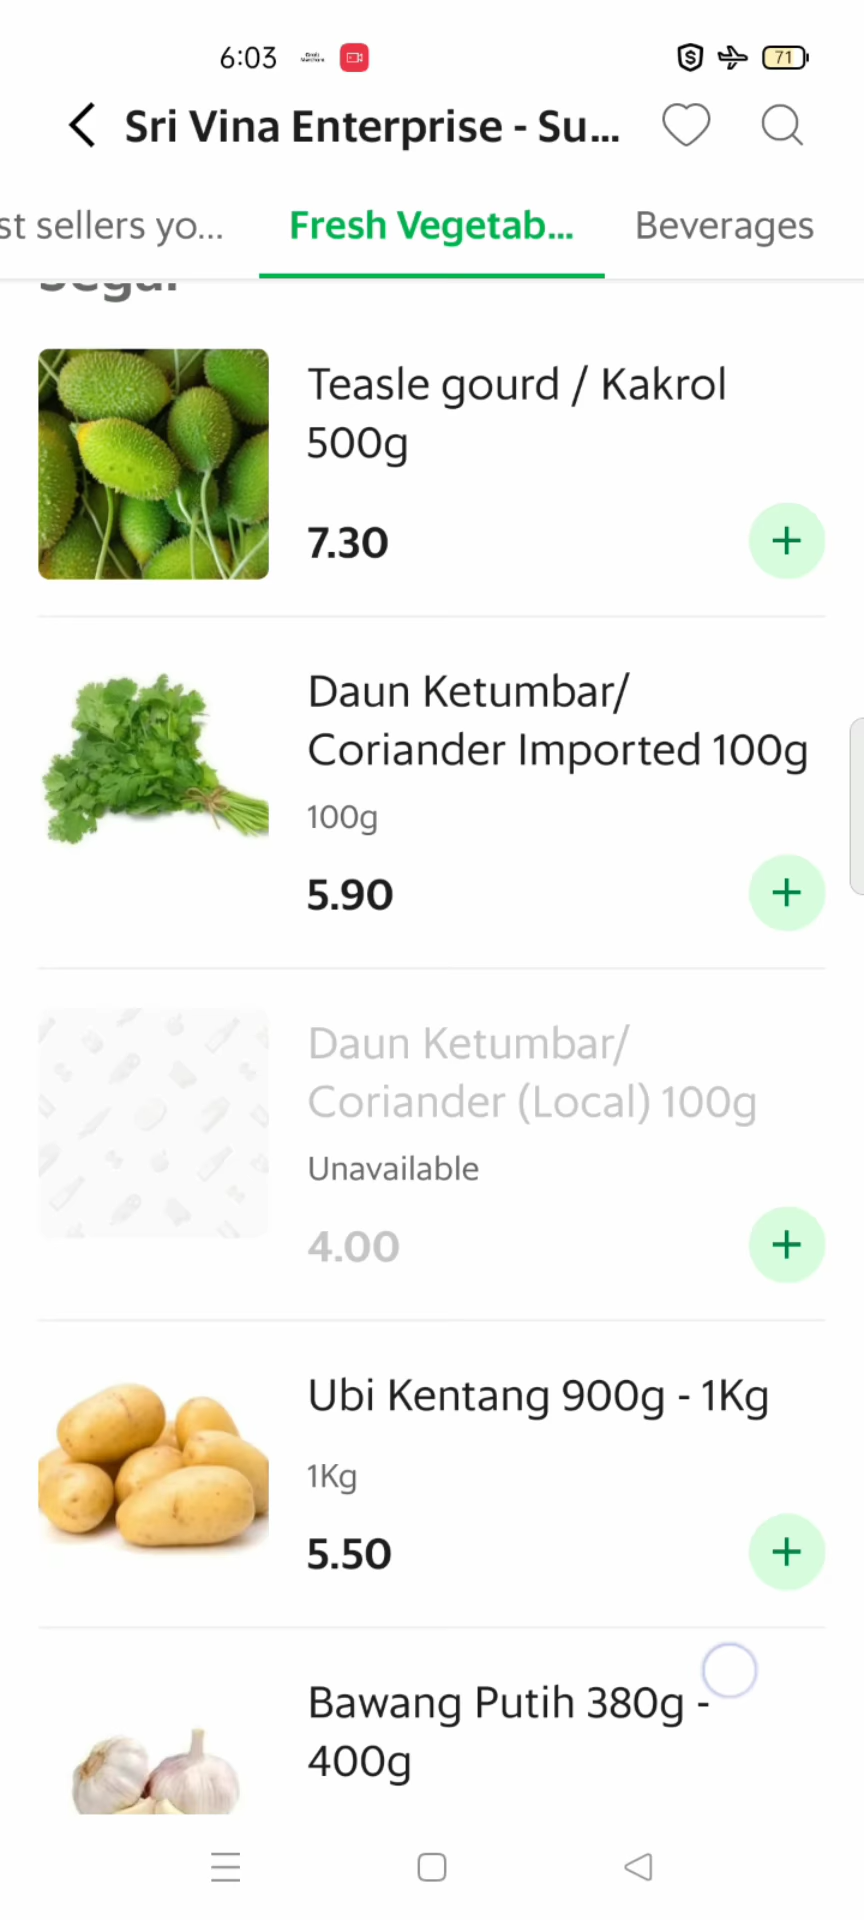 6:03
71
Sri Vina Enterprise - Su...
st sellers yo...
Fresh Vegetab...
Beverages
Segar
Teasle gourd / Kakrol
500g
7.30
Daun Ketumbar/
Coriander Imported 100g
100g
5.90
Daun Ketumbar/
Coriander (Local) 100g
Unavailable
4.00
Ubi Kentang 900g - 1Kg
1Kg
5.50
Bawang Putih 380g -
400g